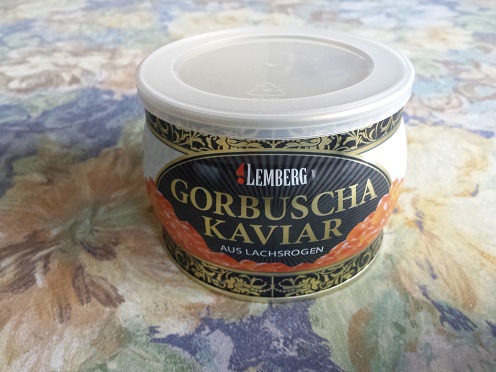 LEMBERG
GORBUSCHA
KAVIAR
AUS LACHSROGEN